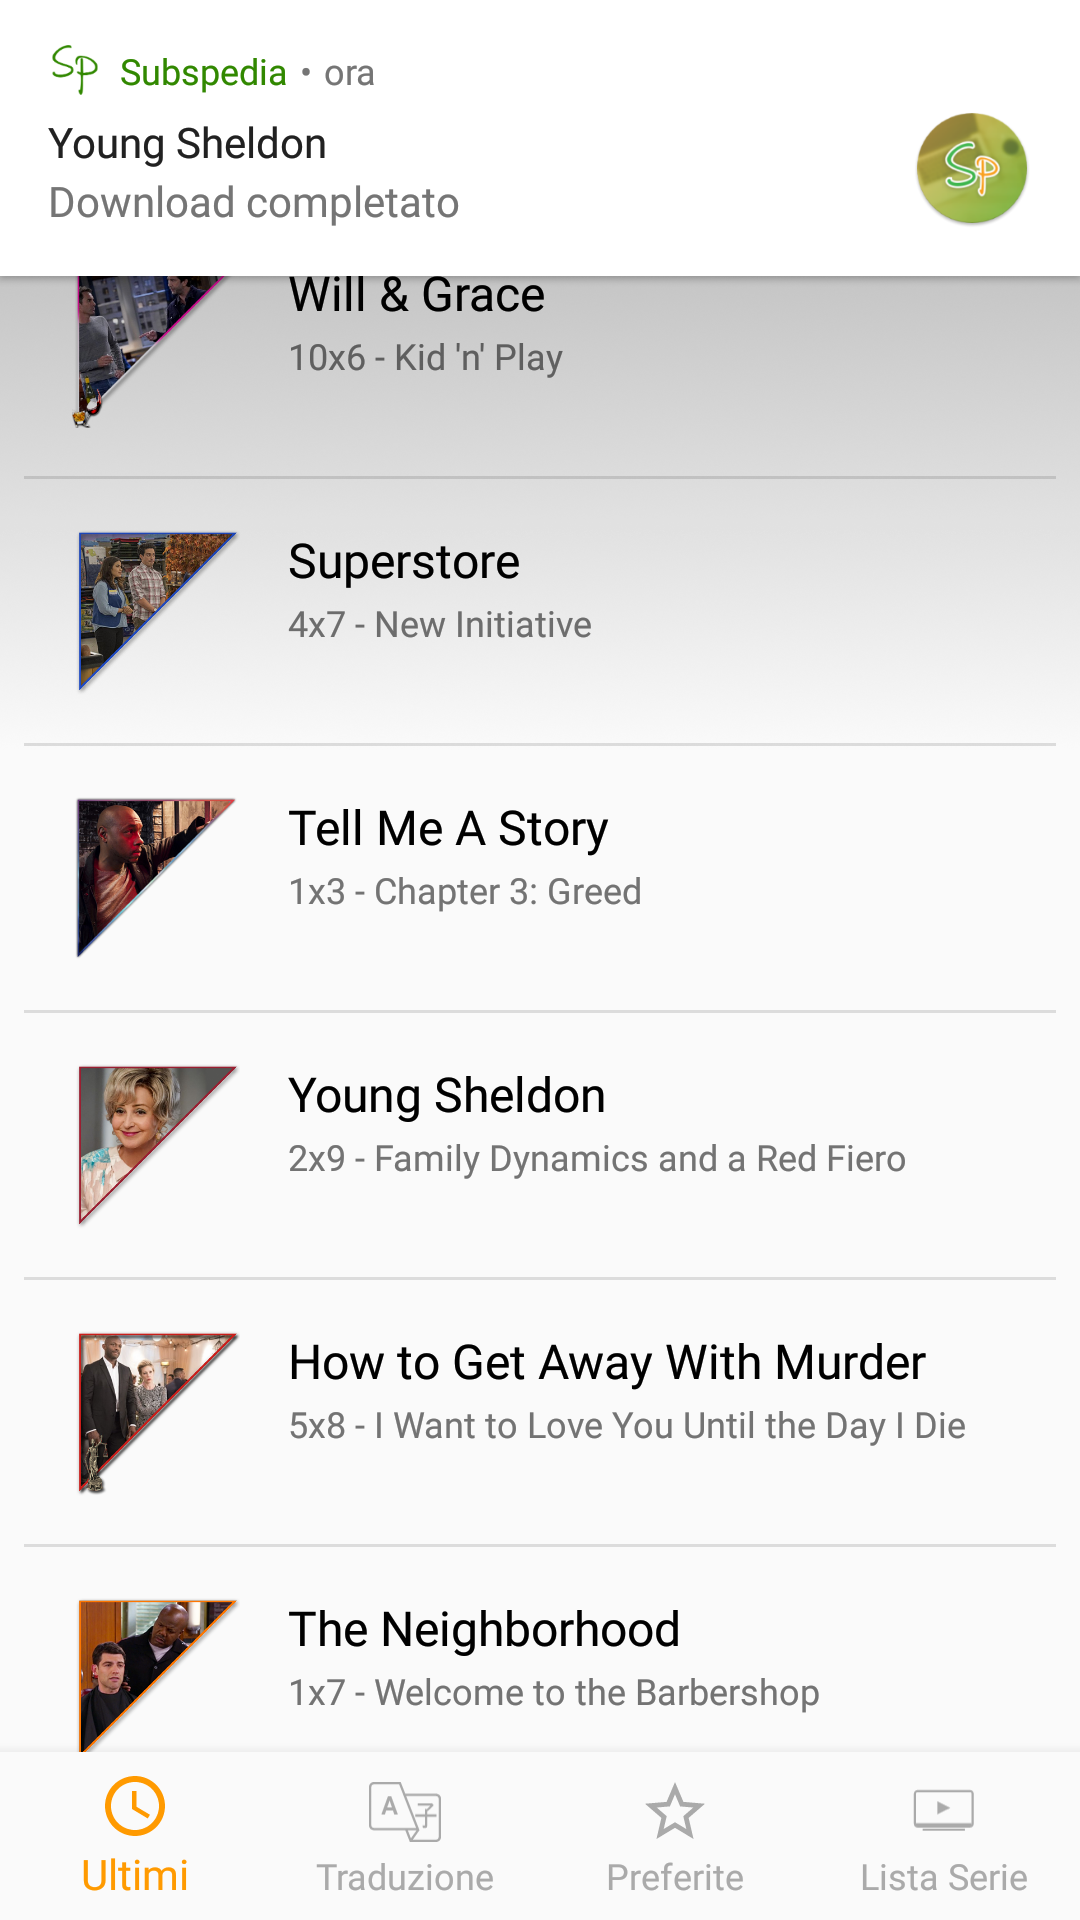 Sp Subspedia • ora
Young Sheldon
Download completato
Sp
Will & Grace
10x6 - Kid 'n' Play
Superstore
4x7 - New Initiative
Tell Me A Story
1x3 - Chapter 3: Greed
Young Sheldon
2x9 - Family Dynamics and a Red Fiero
How to Get Away With Murder
5x8 - I Want to Love You Until the Day I Die
The Neighborhood
1x7 - Welcome to the Barbershop
A 子
Ultimi
Traduzione
Preferite
Lista Serie